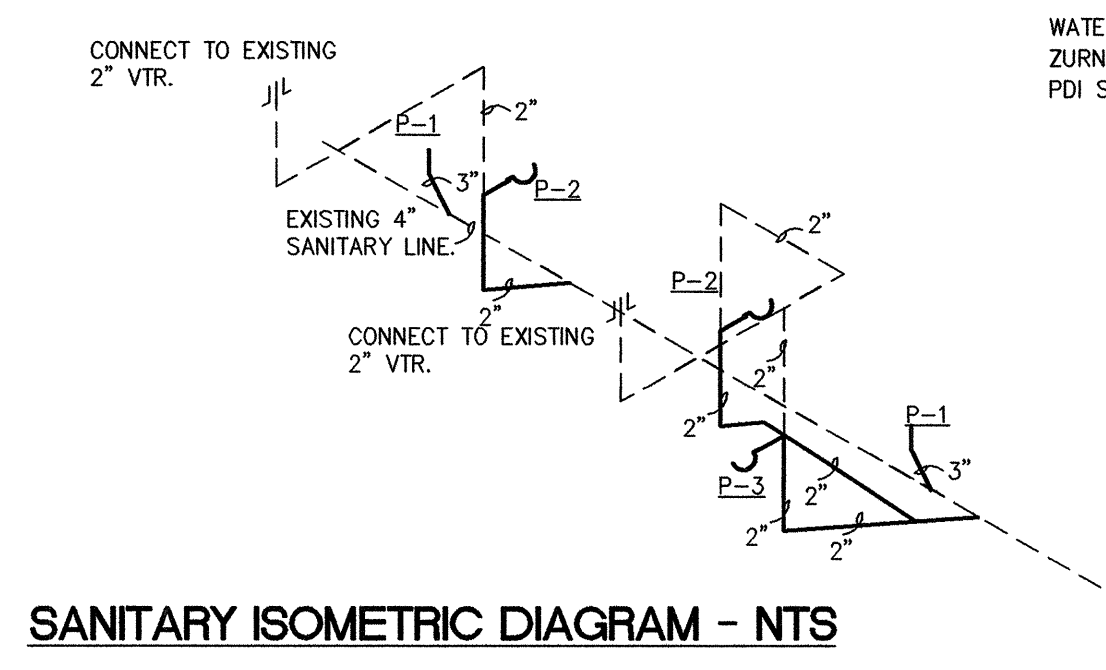 CONNECT TO EXISTING
2" VTR.
WATE
ZURN
PDI S
P-1
2"
3"
P-2
EXISTING 4"
SANITARY LINE.
2"
2"
P-2
CONNECT TO EXISTING
2" VTR.
2"
2"
P-1
3"
P-3
2"
2"
2"
SANITARY ISOMETRIC DIAGRAM - NTS